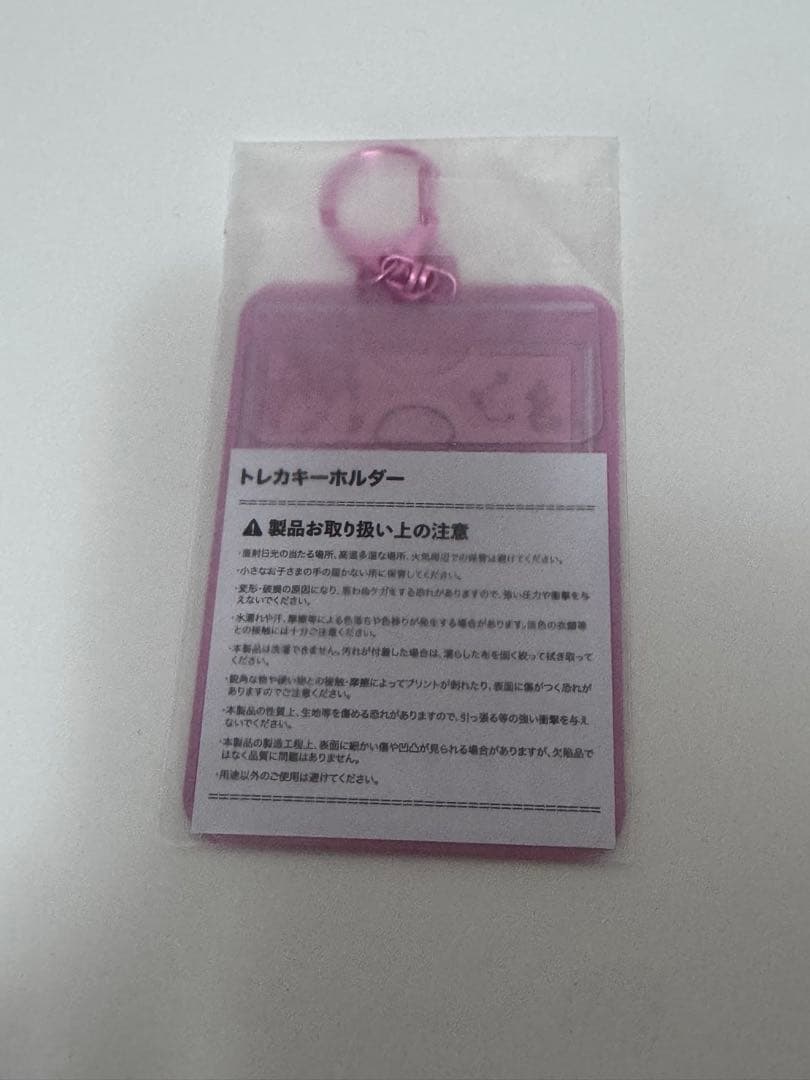 トレカキーホルダー
⚠製品お取り扱い上の注意
・直射日光の当たる場所、高温多湿な場所、火気周辺での保管は避けてください。
・小さなお子さまの手の届かない所に保管してください。
・変形・破損の原因になり、思わぬケガをする恐れがありますので、強い圧力や衝撃を与
えないでください。
・水濡れや汗、摩擦等による色落ちや色移りが発生する場合があります。淡色の衣類等
との接触には十分ご注意ください。
・本製品は洗濯できません。汚れが付着した場合は、濡らした布を固く絞って拭き取って
ください。
・鋭角な物や硬い物との接触・摩擦によってプリントが剥れたり、表面に傷がつく恐れが
ありますのでご注意ください。
・本製品の性質上、生地等を傷める恐れがありますので、引っ張る等の強い衝撃を与え
ないでください。
・本製品の製造工程上、表面に細かい傷や凹凸が見られる場合がありますが、欠陥品で
はなく品質に問題はありません。
・用途以外のご使用は避けてください。